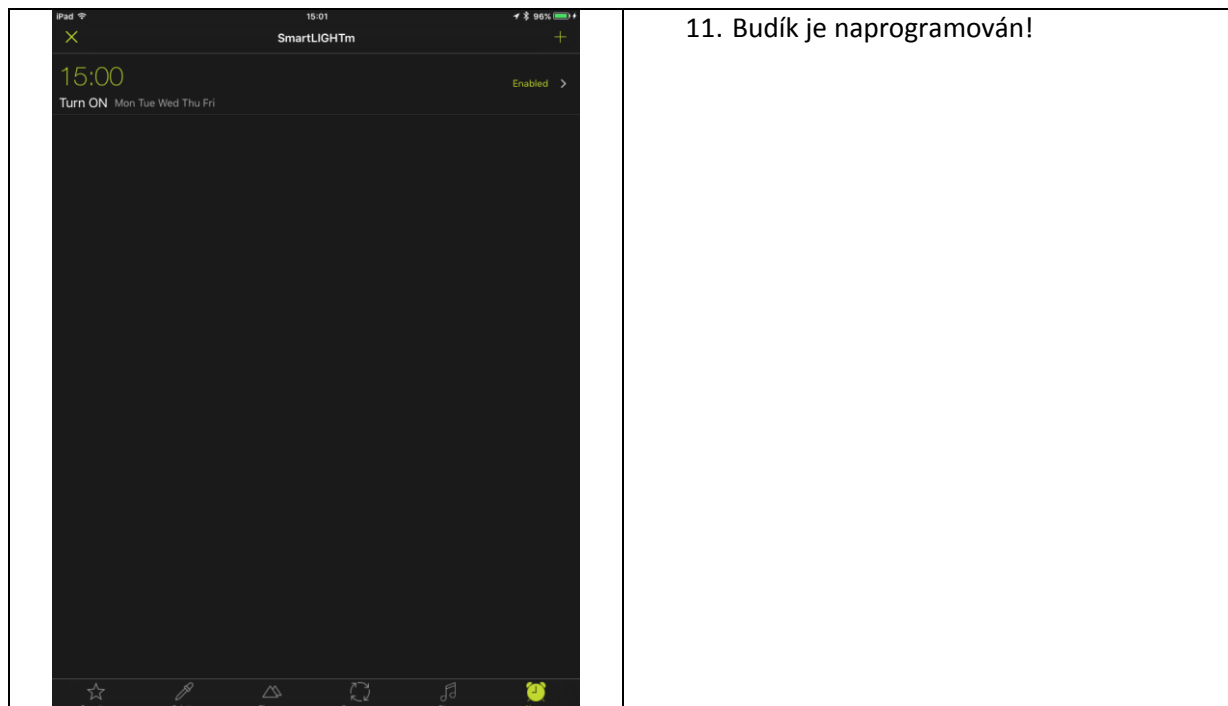 iPad 15:01 96%
SmartLIGHTm
15:00
Enabled
Turn ON Mon Tue Wed Thu Fri
11. Budík je naprogramován!